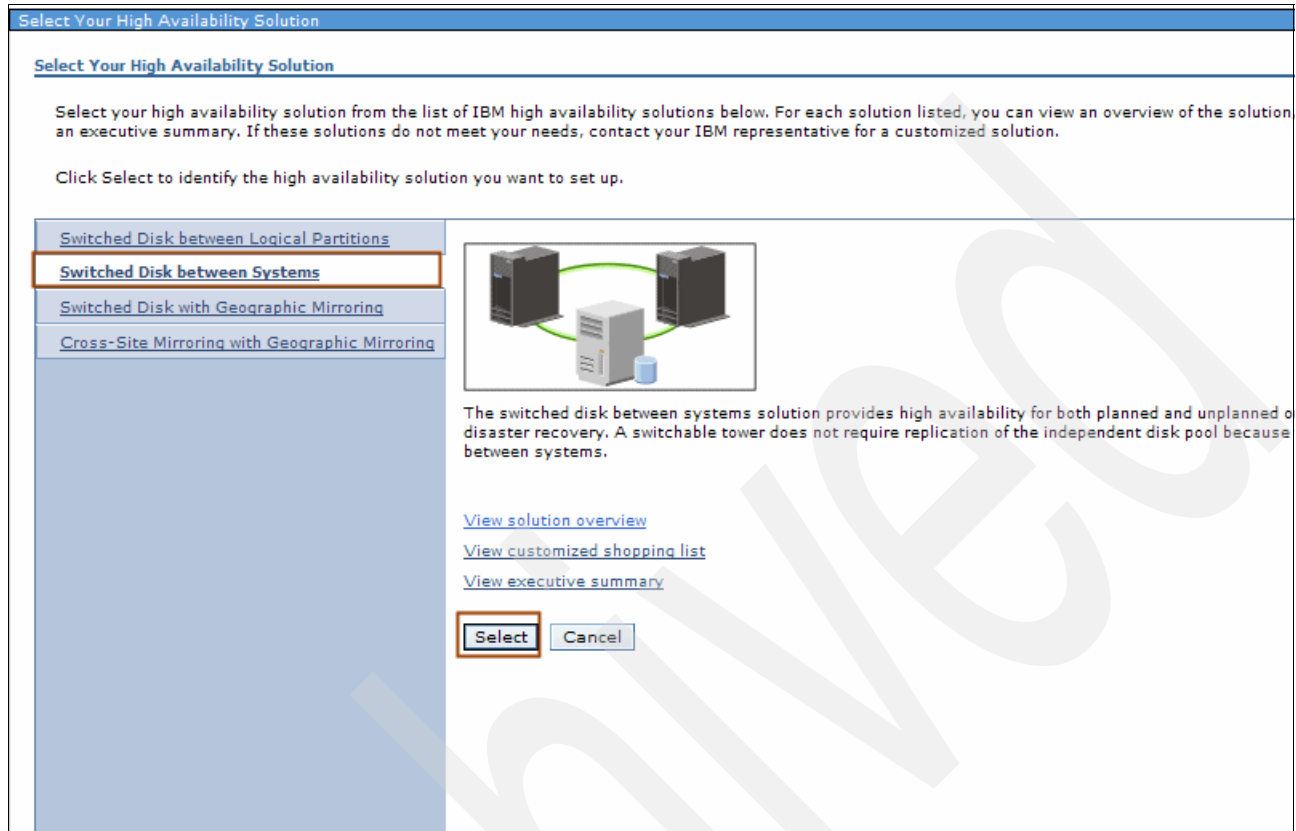 Select Your High Availability Solution
Select Your High Availability Solution
Select your high availability solution from the list of IBM high availability solutions below. For each solution listed, you can view an overview of the solution,
an executive summary. If these solutions do not meet your needs, contact your IBM representative for a customized solution.
Click Select to identify the high availability solution you want to set up.
Switched Disk between Logical Partitions
Switched Disk between Systems
Switched Disk with Geographic Mirroring
Cross-Site Mirroring with Geographic Mirroring
The switched disk between systems solution provides high availability for both planned and unplanned o
disaster recovery. A switchable tower does not require replication of the independent disk pool because
between systems.
View solution overview
View customized shopping list
View executive summary
Select Cancel
hived